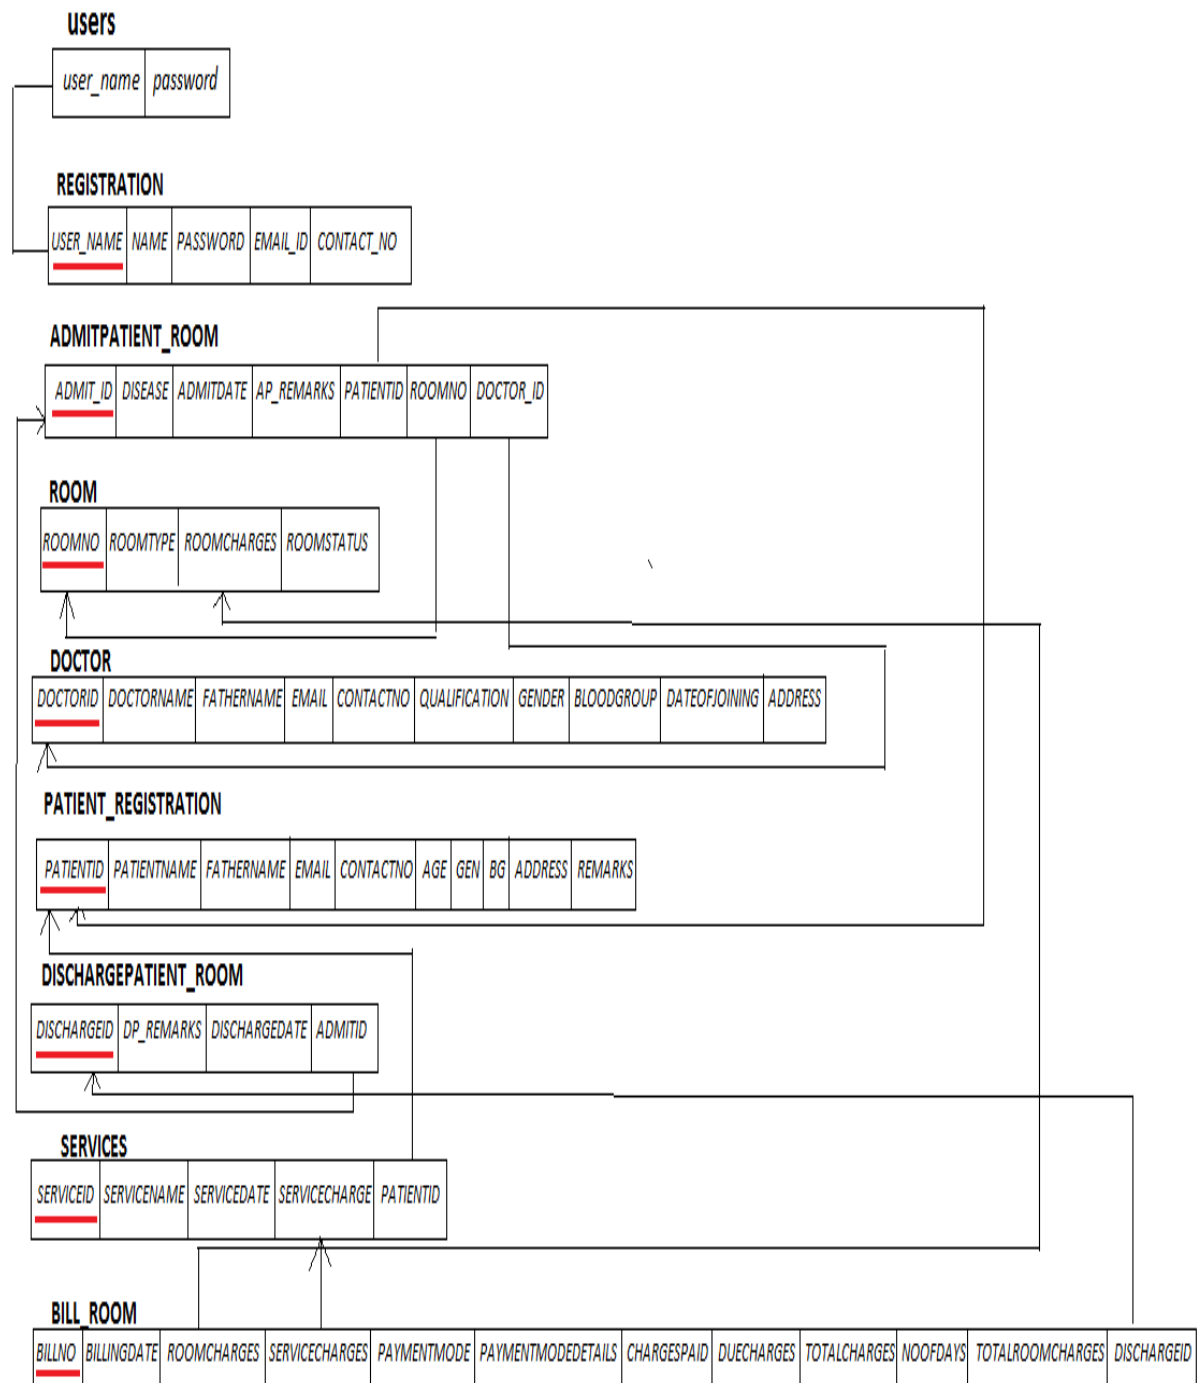 users
user_name password
REGISTRATION
USER_NAME NAME PASSWORD EMAIL_ID CONTACT_NO
ADMITPATIENT_ROOM
ADMIT_ID DISEASE ADMITDATE AP_REMARKS PATIENTID ROOMNO DOCTOR_ID
ROOM
ROOMNO ROOMTYPE ROOMCHARGES ROOMSTATUS
DOCTOR
DOCTORID DOCTORNAME FATHERNAME EMAIL CONTACTNO QUALIFICATION GENDER BLOODGROUP DATEOFJOINING ADDRESS
PATIENT_REGISTRATION
PATIENTID PATIENTNAME FATHERNAME EMAIL CONTACTNO AGE GEN BG ADDRESS REMARKS
DISCHARGEPATIENT_ROOM
DISCHARGEID DP_REMARKS DISCHARGEDATE ADMITID
SERVICES
SERVICEID SERVICENAME SERVICEDATE SERVICECHARGE PATIENTID
BILL_ROOM
BILLNO BILLINGDATE ROOMCHARGES SERVICECHARGES PAYMENTMODE PAYMENTMODEDETAILS CHARGESPAID DUECHARGES TOTALCHARGES NOOFDAYS TOTALROOMCHARGES DISCHARGEID